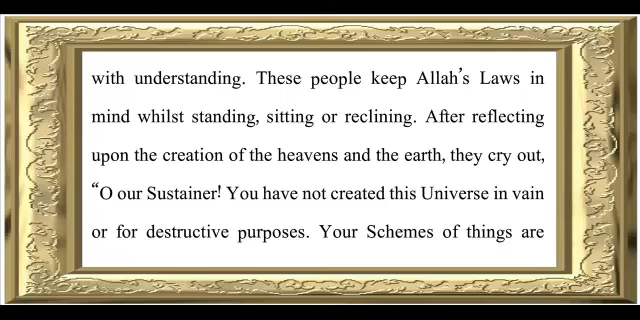 with understanding. These people keep Allah’s Laws in
mind whilst standing, sitting or reclining. After reflecting
upon the creation of the heavens and the earth, they cry out,
“O our Sustainer! You have not created this Universe in vain
or for destructive purposes. Your Schemes of things are